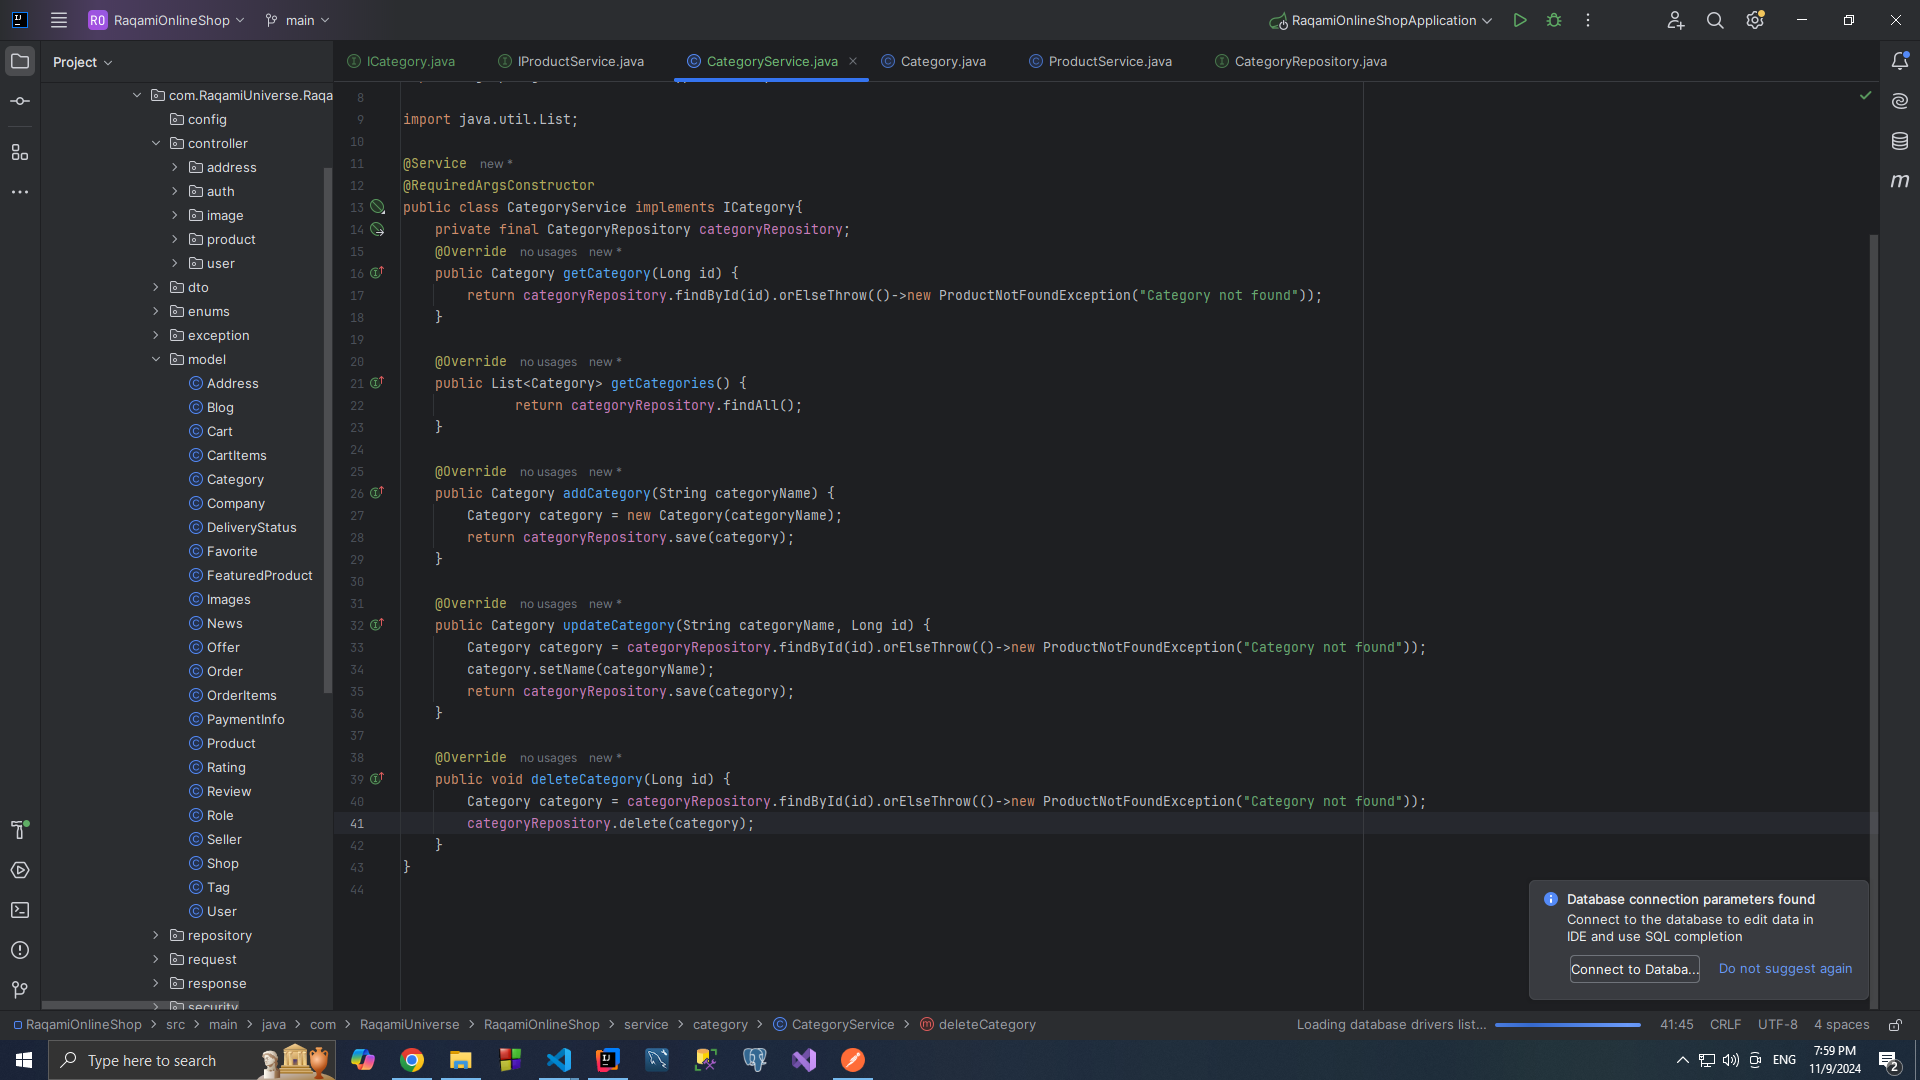 RO RaqamiOnlineShop main RaqamiOnlineShopApplication
Project
ICategory.java IProductService.java CategoryService.java Category.java ProductService.java CategoryRepository.java
com.RaqamiUniverse.Raqa
config
controller
address
auth
image
product
user
dto
enums
exception
model
Address
Blog
Cart
CartItems
Category
Company
DeliveryStatus
Favorite
FeaturedProduct
Images
News
Offer
Order
OrderItems
PaymentInfo
Product
Rating
Review
Role
Seller
Shop
Tag
User
repository
request
response
security
8
9 import java.util.List;
10
11 @Service new *
12 @RequiredArgsConstructor
13 public class CategoryService implements ICategory{
14 private final CategoryRepository categoryRepository;
15 @Override no usages new *
16 public Category getCategory(Long id) {
17 return categoryRepository.findById(id).orElseThrow(()->new ProductNotFoundException("Category not found"));
18 }
19
20 @Override no usages new *
21 public List<Category> getCategories() {
22 return categoryRepository.findAll();
23 }
24
25 @Override no usages new *
26 public Category addCategory(String categoryName) {
27 Category category = new Category(categoryName);
28 return categoryRepository.save(category);
29 }
30
31 @Override no usages new *
32 public Category updateCategory(String categoryName, Long id) {
33 Category category = categoryRepository.findById(id).orElseThrow(()->new ProductNotFoundException("Category not found"));
34 category.setName(categoryName);
35 return categoryRepository.save(category);
36 }
37
38 @Override no usages new *
39 public void deleteCategory(Long id) {
40 Category category = categoryRepository.findById(id).orElseThrow(()->new ProductNotFoundException("Category not found"));
41 categoryRepository.delete(category);
42 }
43 }
44
Database connection parameters found
Connect to the database to edit data in
IDE and use SQL completion
Connect to Databa... Do not suggest again
RaqamiOnlineShop > src > main > java > com > RaqamiUniverse > RaqamiOnlineShop > service > category > CategoryService > deleteCategory
Loading database drivers list... 41:45 CRLF UTF-8 4 spaces
Type here to search
ENG
7:59 PM
11/9/2024
2